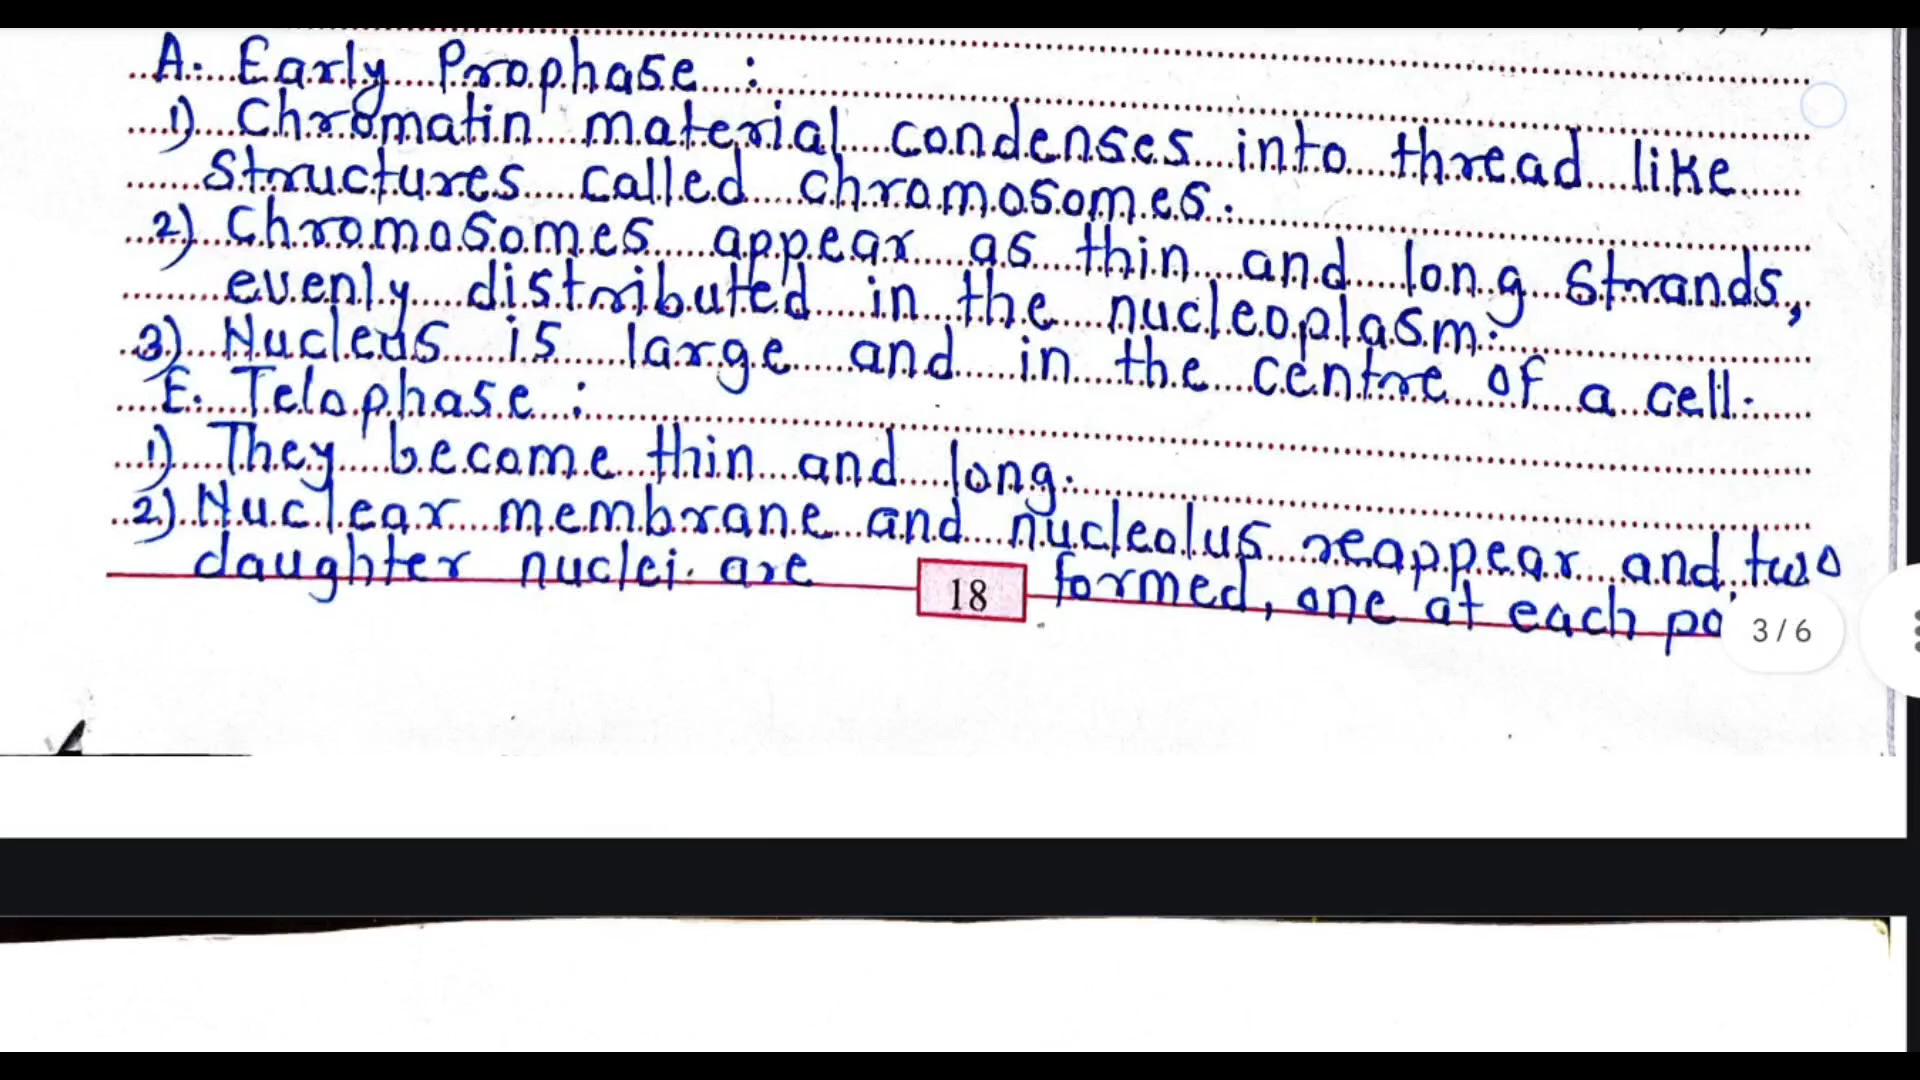 A. Early Prophase :
1) Chromatin material condenses into thread like
structures called chromosomes.
2) Chromosomes appear as thin and long strands,
evenly distributed in the nucleoplasm.
3) Nucleus is large and in the centre of a cell.
E. Telophase :
1) They become thin and long.
2) Nuclear membrane and nucleolus reappear and two
daughter nuclei are formed, one at each po
18
3 / 6